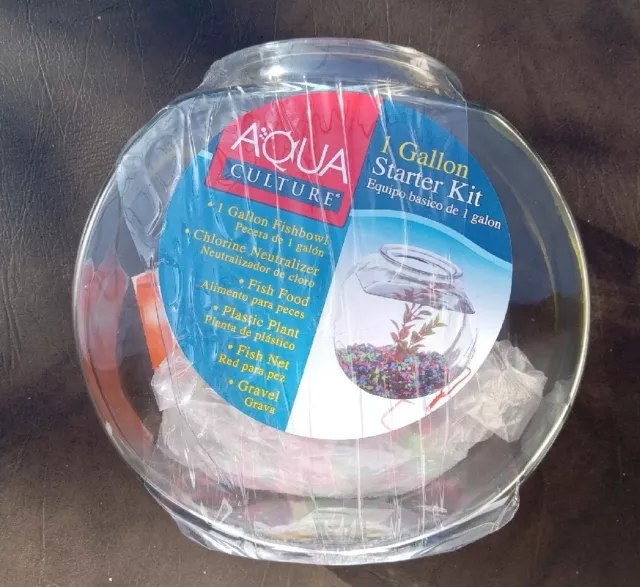 AQUA
CULTURE®
1 Gallon
Starter Kit
Equipo basico de 1 galon
• 1 Gallon Fishbowl
Pecera de 1 galón
• Chlorine Neutralizer
Neutralizador de cloro
• Fish Food
Alimento para peces
• Plastic Plant
Planta de plástico
• Fish Net
Red para pez
• Gravel
Grava